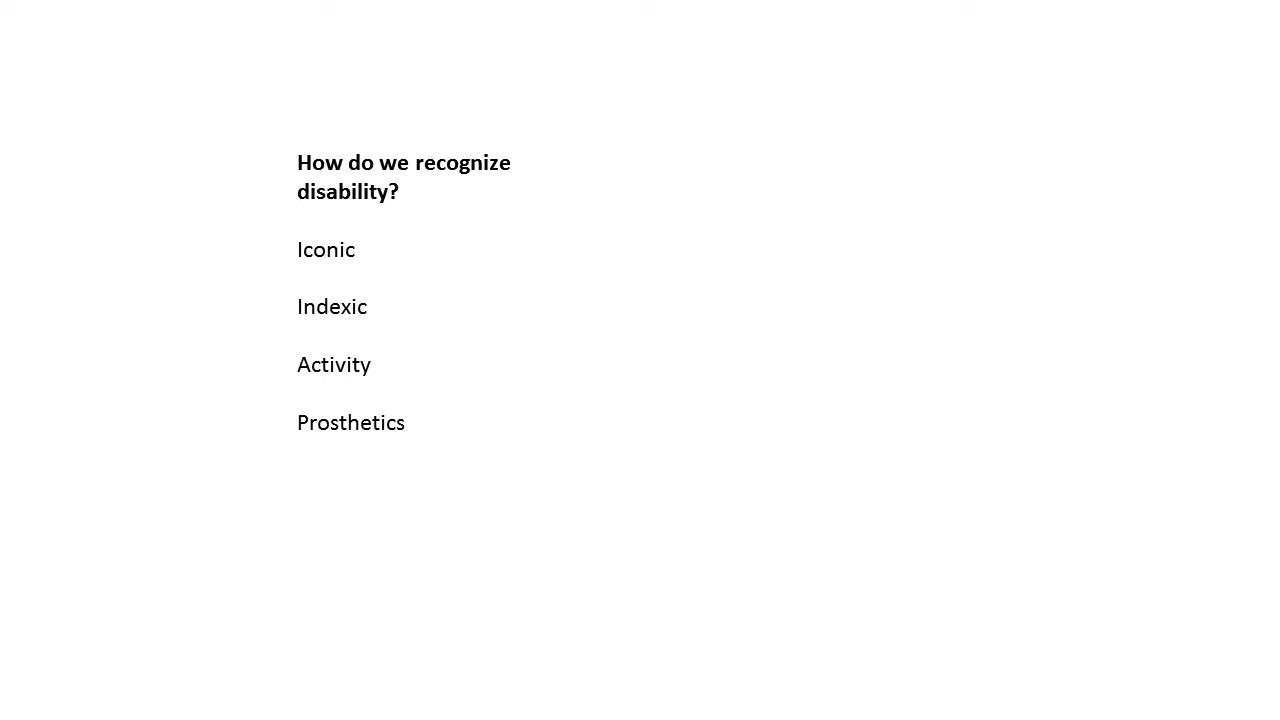 How do we recognize
disability?
Iconic
Indexic
Activity
Prosthetics